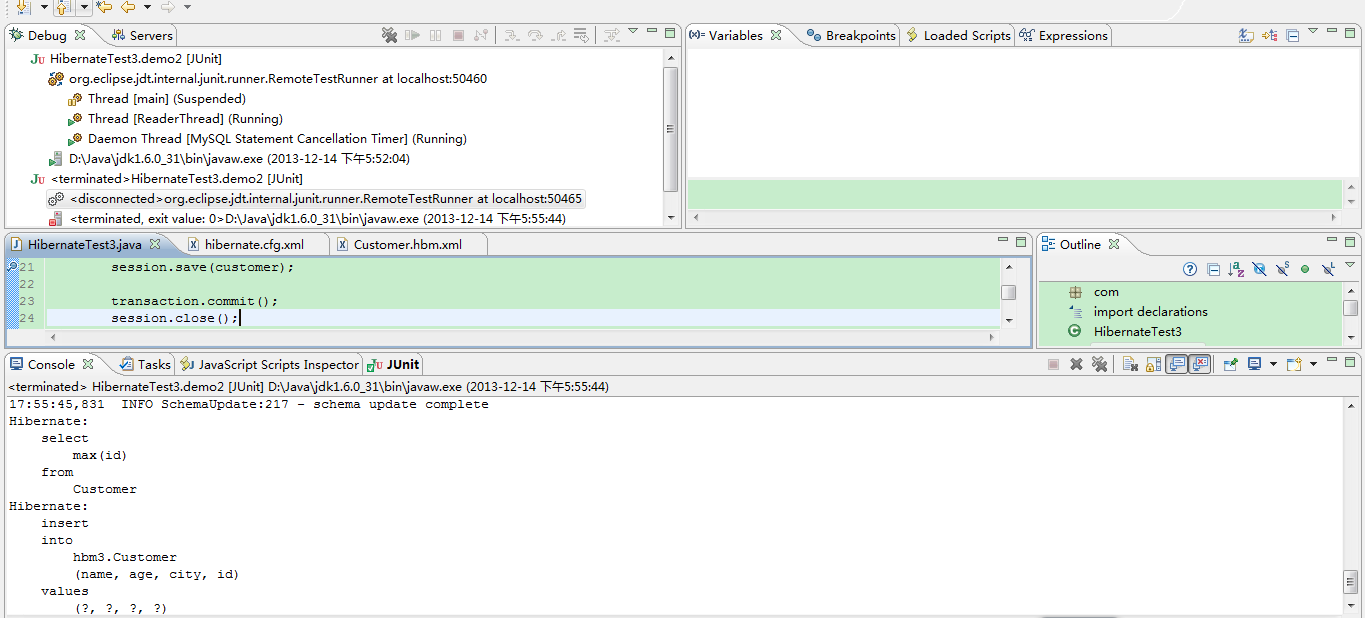 Debug Servers
HibernateTest3.demo2 [JUnit]
org.eclipse.jdt.internal.junit.runner.RemoteTestRunner at localhost:50460
Thread [main] (Suspended)
Thread [ReaderThread] (Running)
Daemon Thread [MySQL Statement Cancellation Timer] (Running)
D:\Java\jdk1.6.0_31\bin\javaw.exe (2013-12-14 下午5:52:04)
<terminated>HibernateTest3.demo2 [JUnit]
<disconnected>org.eclipse.jdt.internal.junit.runner.RemoteTestRunner at localhost:50465
<terminated, exit value: 0>D:\Java\jdk1.6.0_31\bin\javaw.exe (2013-12-14 下午5:55:44)
(x)= Variables Breakpoints Loaded Scripts Expressions
HibernateTest3.java hibernate.cfg.xml Customer.hbm.xml
21 session.save(customer);
22
23 transaction.commit();
24 session.close();
Outline
com
import declarations
HibernateTest3
Console Tasks JavaScript Scripts Inspector JUnit
<terminated> HibernateTest3.demo2 [JUnit] D:\Java\jdk1.6.0_31\bin\javaw.exe (2013-12-14 下午5:55:44)
17:55:45,831 INFO SchemaUpdate:217 - schema update complete
Hibernate:
select
max(id)
from
Customer
Hibernate:
insert
into
hbm3.Customer
(name, age, city, id)
values
(?, ?, ?, ?)